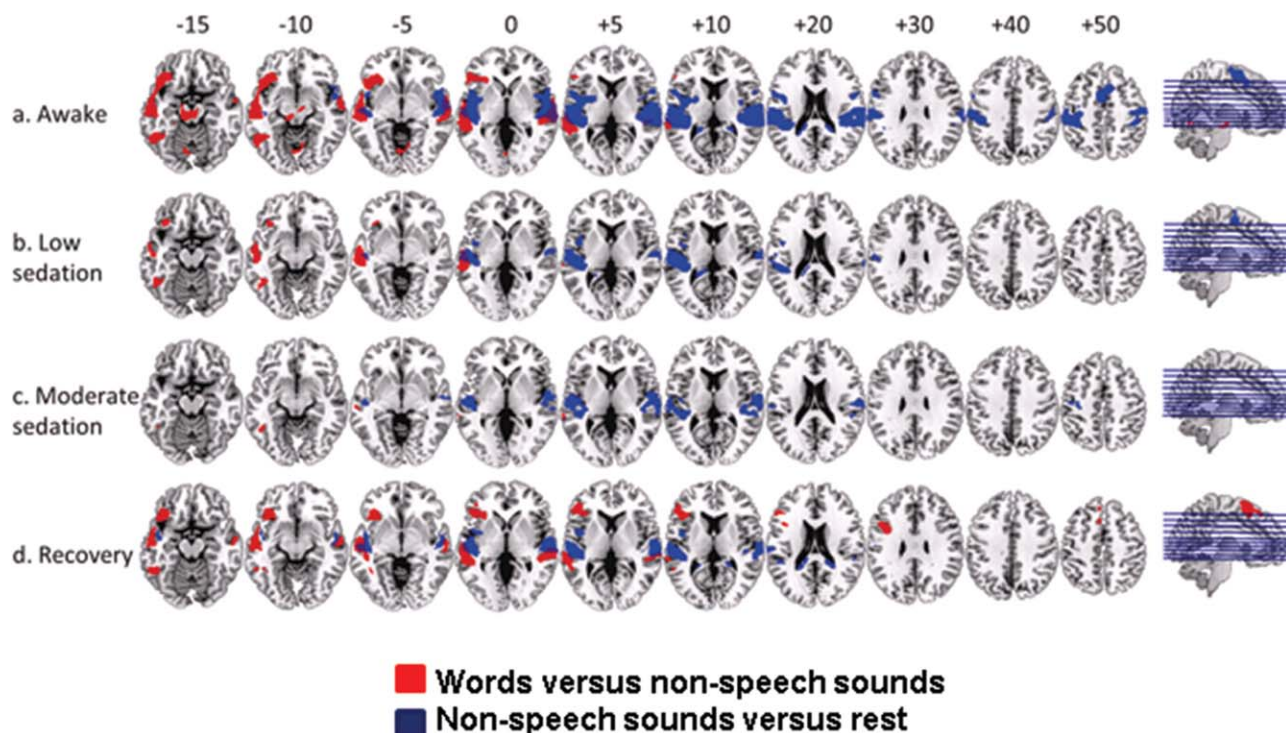 -15 -10 -5 0 +5 +10 +20 +30 +40 +50
a. Awake
b. Low
sedation
c. Moderate
sedation
d. Recovery
Words versus non-speech sounds
Non-speech sounds versus rest